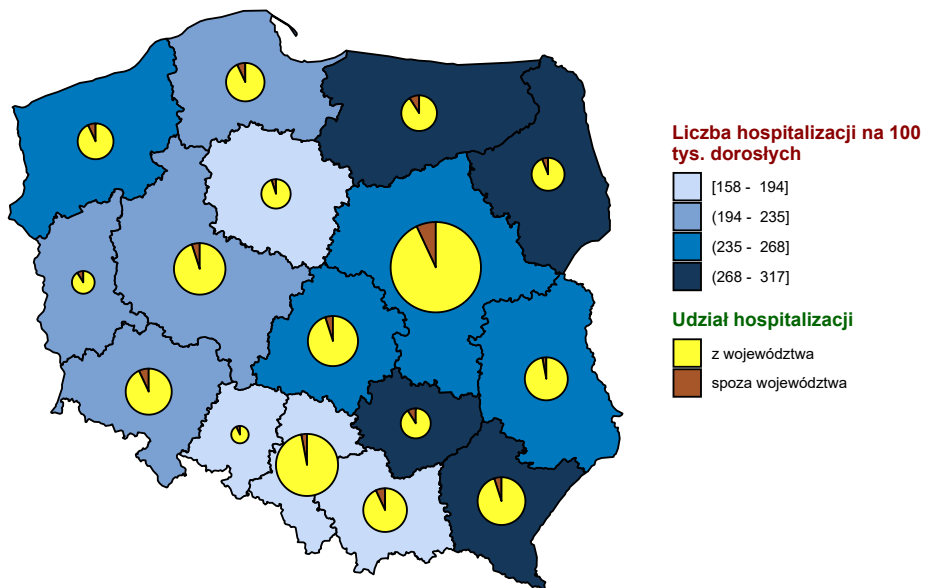 Liczba hospitalizacji na 100
tys. dorosłych
[158 - 194]
(194 - 235]
(235 - 268]
(268 - 317]
Udział hospitalizacji
z województwa
spoza województwa